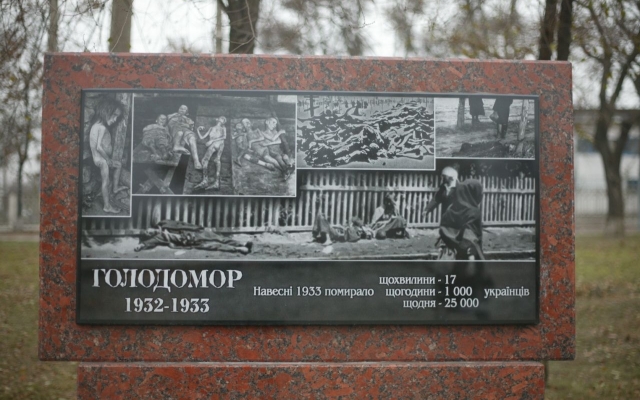 ГОЛОДОМОР
1932-1933
Навесні 1933 помирало
щохвилини - 17
щогодини - 1 000
щодня - 25 000
українців